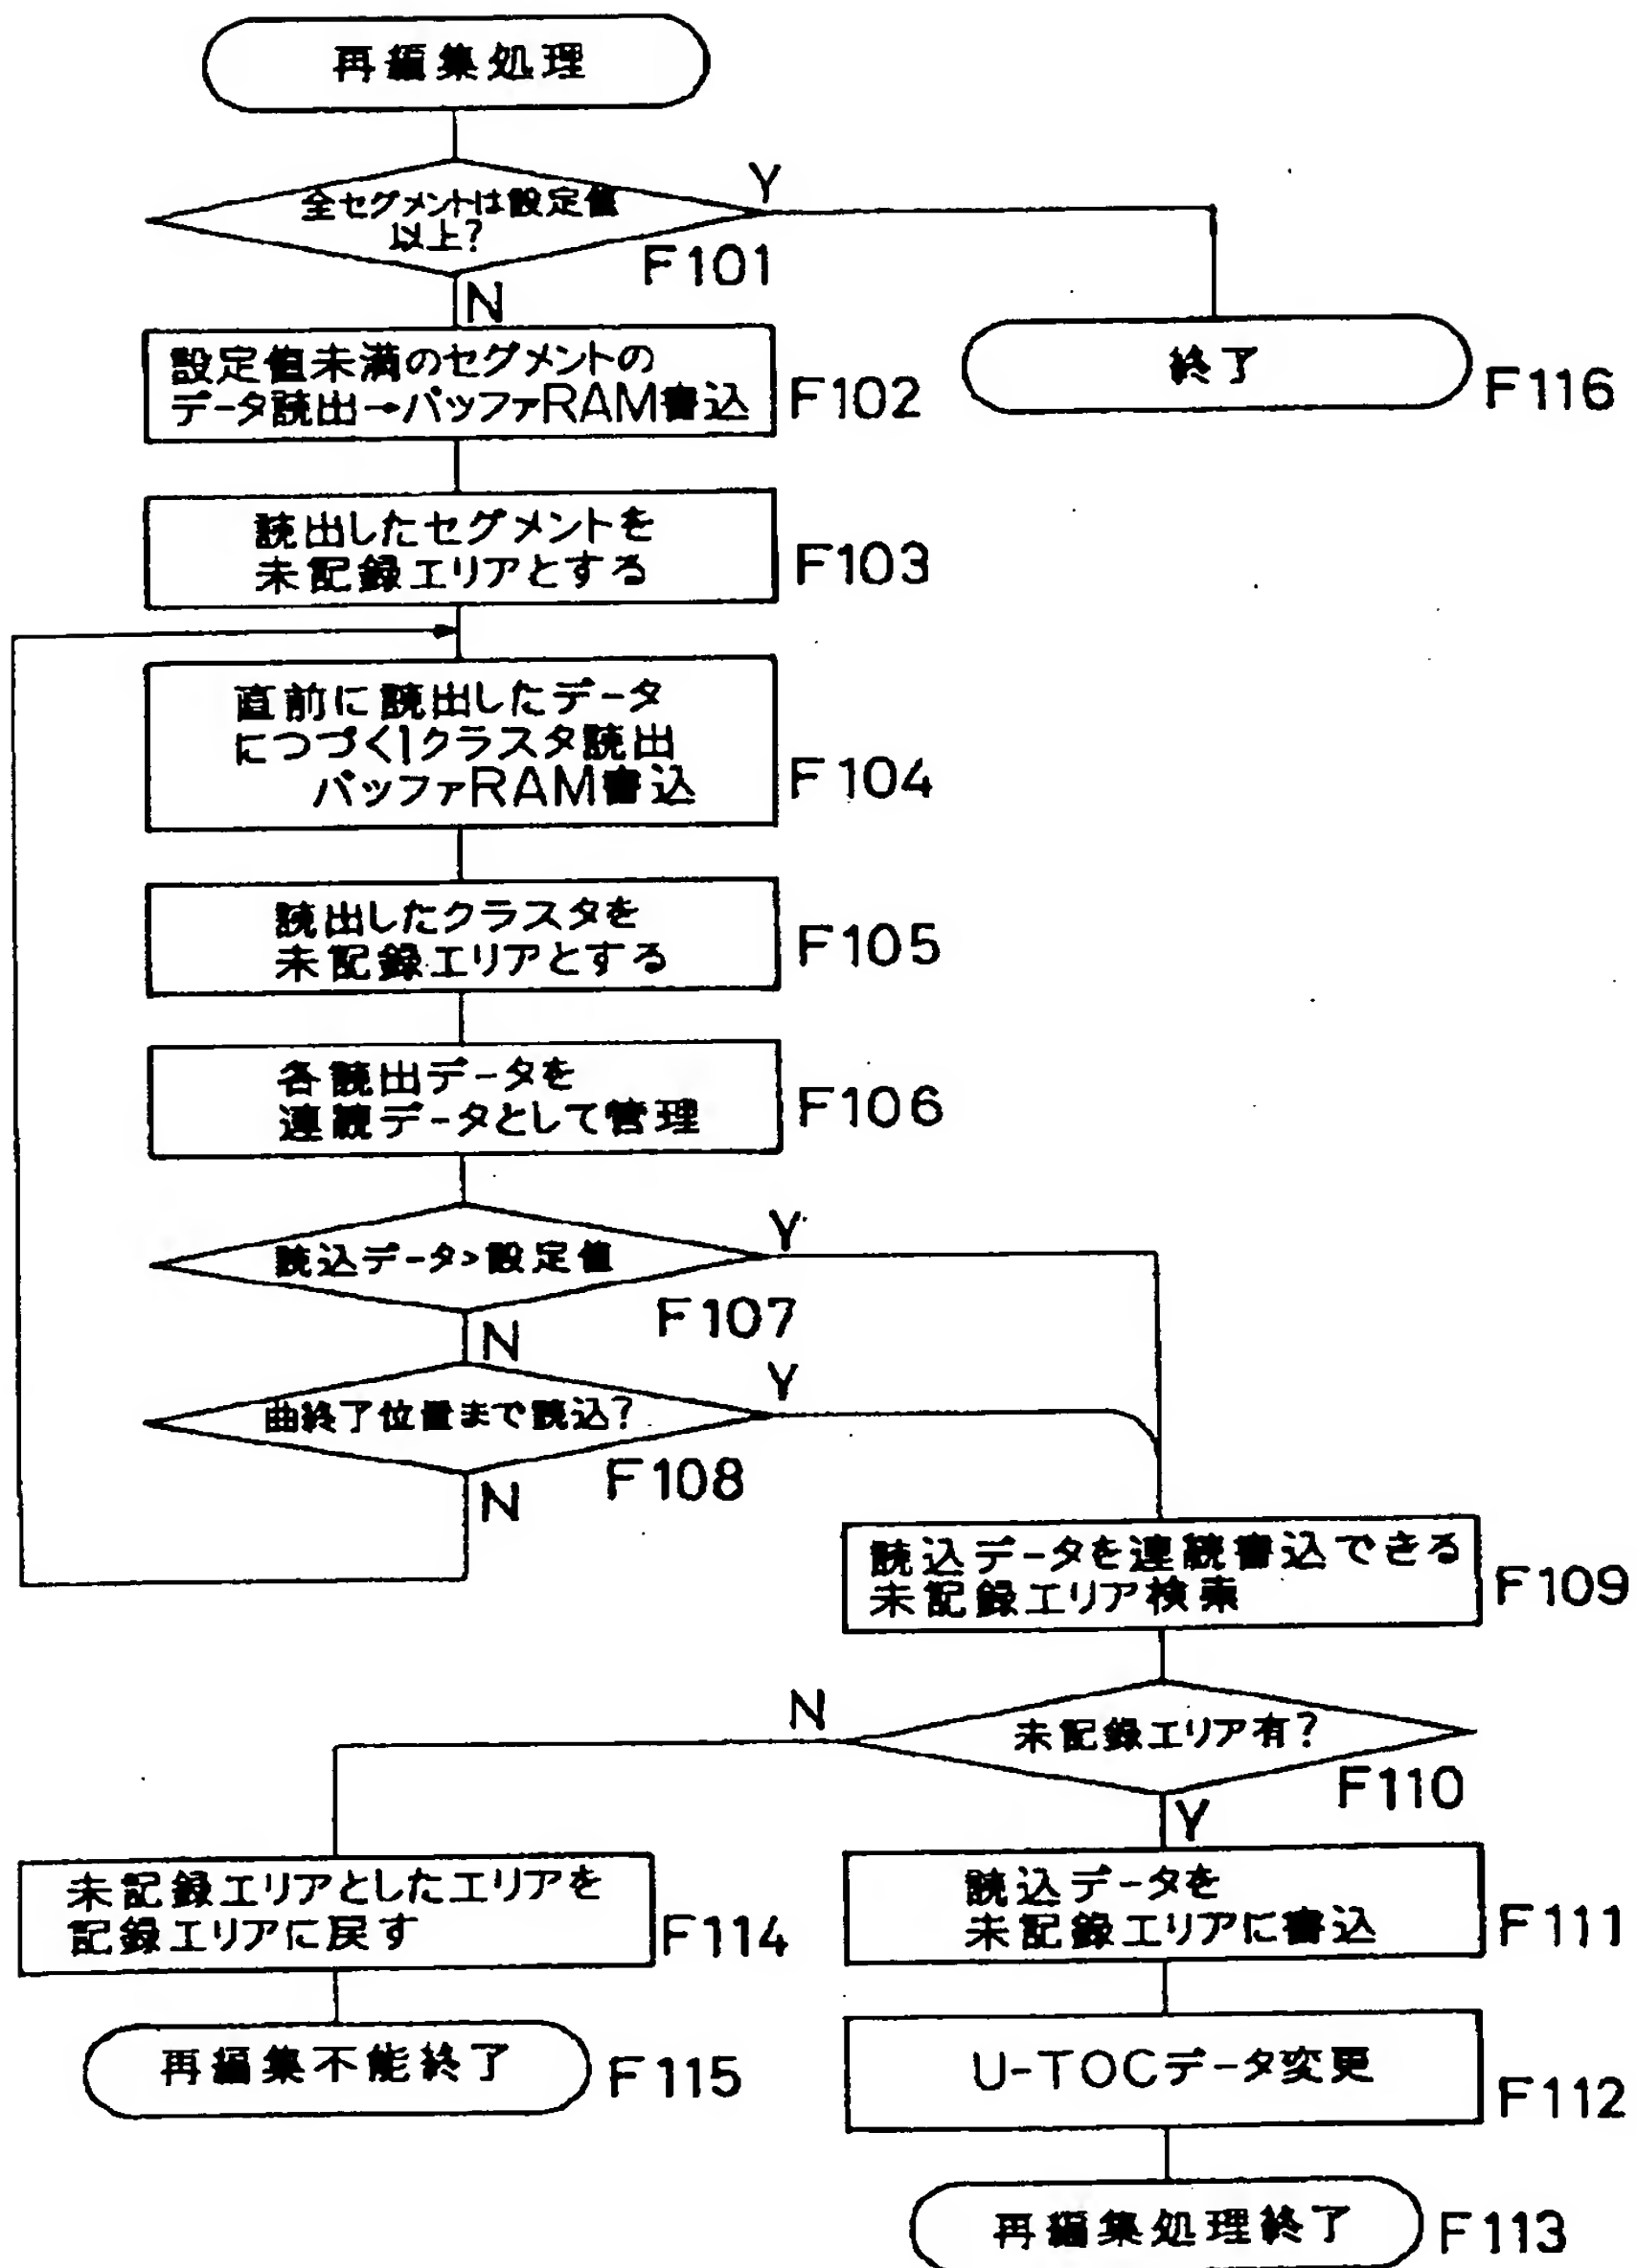 再編集処理
全セグメントは設定値
以上?
Y
F101
N
設定値未満のセグメントの
データ読出→バッファRAM書込
F102
終了
F116
読出したセグメントを
未記録エリアとする
F103
直前に読出したデータ
につづく1クラスタ読出
バッファRAM書込
F104
読出したクラスタを
未記録エリアとする
F105
各読出データを
連続データとして管理
F106
読込データ>設定値
Y
F107
N
曲終了位置まで読込?
Y
F108
N
読込データを連続書込できる
未記録エリア検索
F109
未記録エリア有?
N
F110
Y
未記録エリアとしたエリアを
記録エリアに戻す
F114
読込データを
未記録エリアに書込
F111
再編集不能終了
F115
U-TOCデータ変更
F112
再編集処理終了
F113